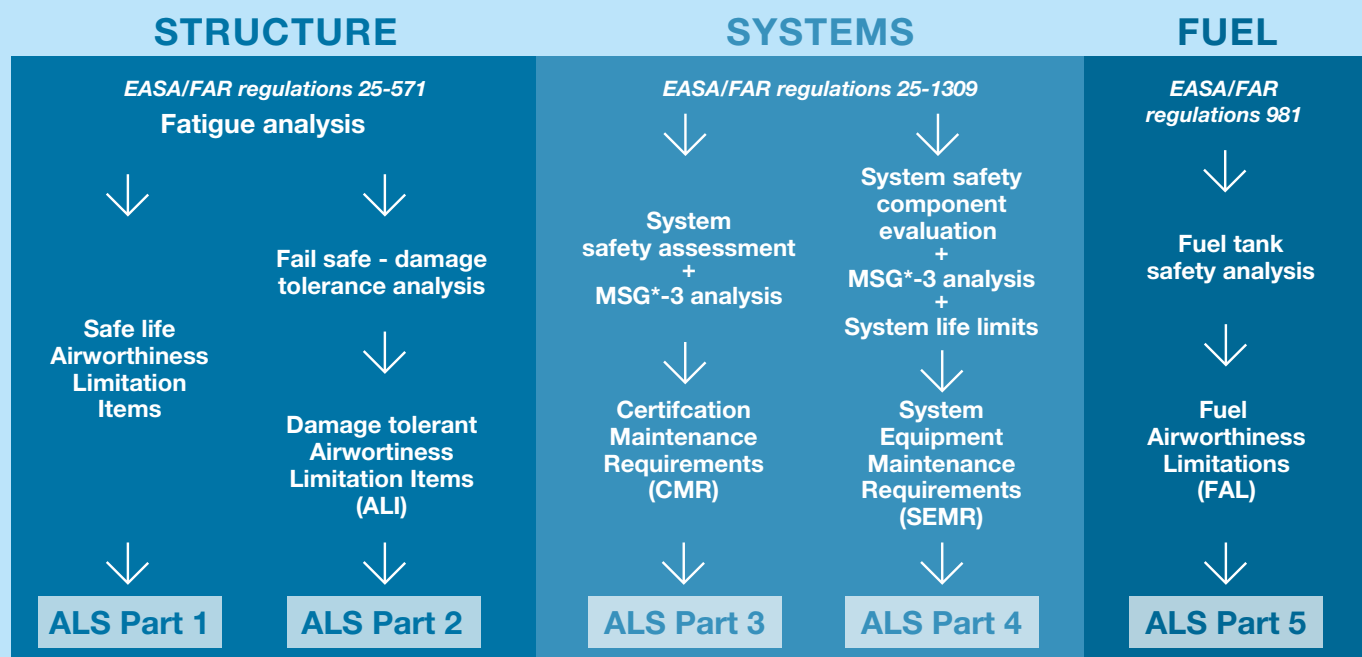 STRUCTURE
EASA/FAR regulations 25-571
Fatigue analysis
Safe life
Airworthiness
Limitation
Items
ALS Part 1
Fail safe - damage
tolerance analysis
Damage tolerant
Airwortiness
Limitation Items
(ALI)
ALS Part 2
SYSTEMS
EASA/FAR regulations 25-1309
System
safety assessment
+
MSG*-3 analysis
Certifcation
Maintenance
Requirements
(CMR)
ALS Part 3
System safety
component
evaluation
+
MSG*-3 analysis
+
System life limits
System
Equipment
Maintenance
Requirements
(SEMR)
ALS Part 4
FUEL
EASA/FAR
regulations 981
Fuel tank
safety analysis
Fuel
Airworthiness
Limitations
(FAL)
ALS Part 5